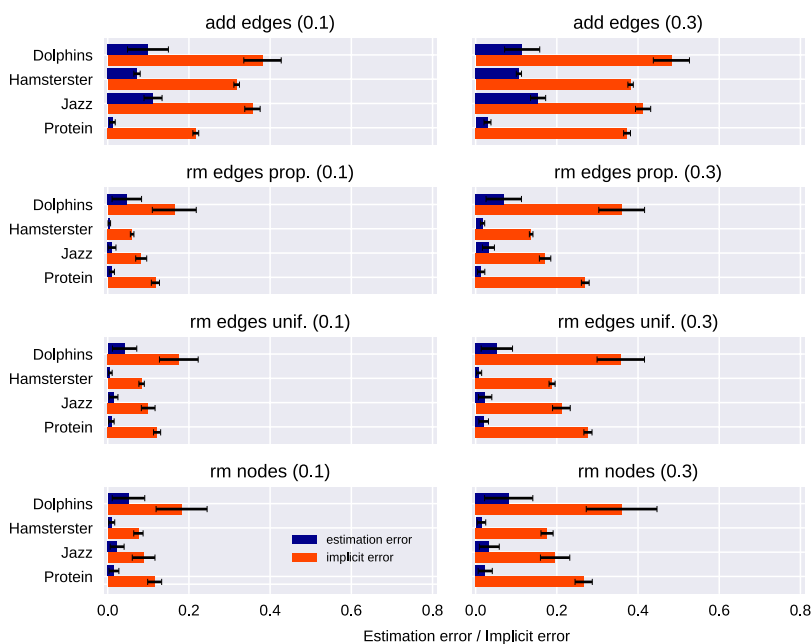 add edges (0.1)
add edges (0.3)
Dolphins
Hamsterster
Jazz
Protein
rm edges prop. (0.1)
rm edges prop. (0.3)
Dolphins
Hamsterster
Jazz
Protein
rm edges unif. (0.1)
rm edges unif. (0.3)
Dolphins
Hamsterster
Jazz
Protein
rm nodes (0.1)
rm nodes (0.3)
Dolphins
Hamsterster
Jazz
Protein
estimation error
implicit error
0.0 0.2 0.4 0.6 0.8
0.0 0.2 0.4 0.6 0.8
Estimation error / Implicit error